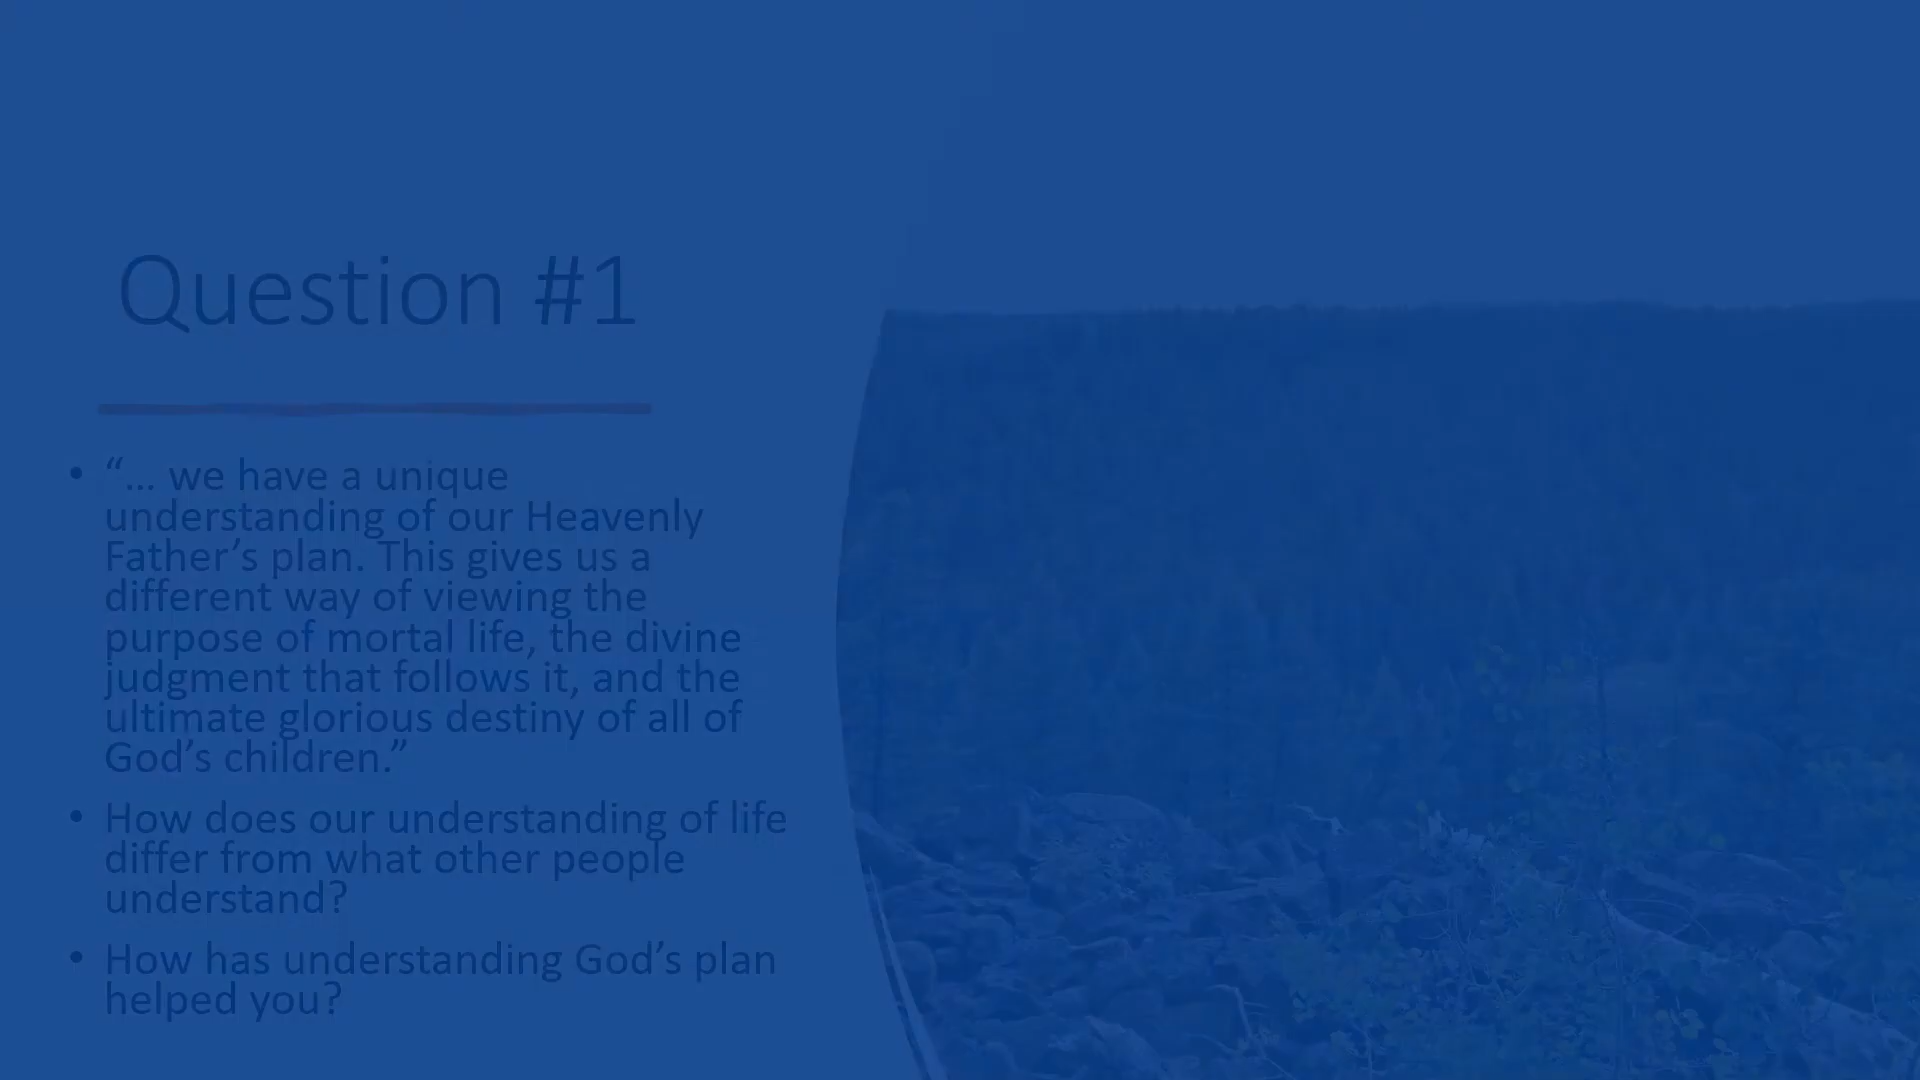 Question #1
• “... we have a unique
understanding of our Heavenly
Father’s plan. This gives us a
different way of viewing the
purpose of mortal life, the divine
judgment that follows it, and the
ultimate glorious destiny of all of
God’s children.”
• How does our understanding of life
differ from what other people
understand?
• How has understanding God’s plan
helped you?